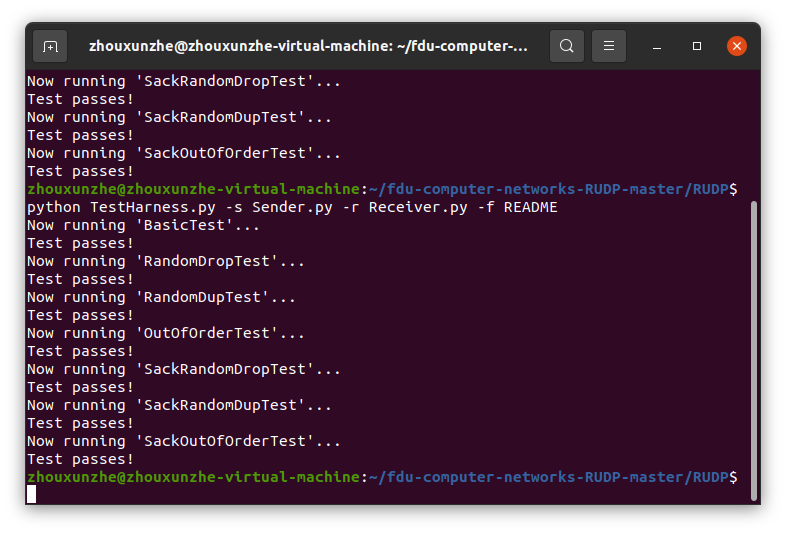 zhouxunzhe@zhouxunzhe-virtual-machine: ~/fdu-computer-...
Now running 'SackRandomDropTest'...
Test passes!
Now running 'SackRandomDupTest'...
Test passes!
Now running 'SackOutOfOrderTest'...
Test passes!
zhouxunzhe@zhouxunzhe-virtual-machine:~/fdu-computer-networks-RUDP-master/RUDP$
python TestHarness.py -s Sender.py -r Receiver.py -f README
Now running 'BasicTest'...
Test passes!
Now running 'RandomDropTest'...
Test passes!
Now running 'RandomDupTest'...
Test passes!
Now running 'OutOfOrderTest'...
Test passes!
Now running 'SackRandomDropTest'...
Test passes!
Now running 'SackRandomDupTest'...
Test passes!
Now running 'SackOutOfOrderTest'...
Test passes!
zhouxunzhe@zhouxunzhe-virtual-machine:~/fdu-computer-networks-RUDP-master/RUDP$